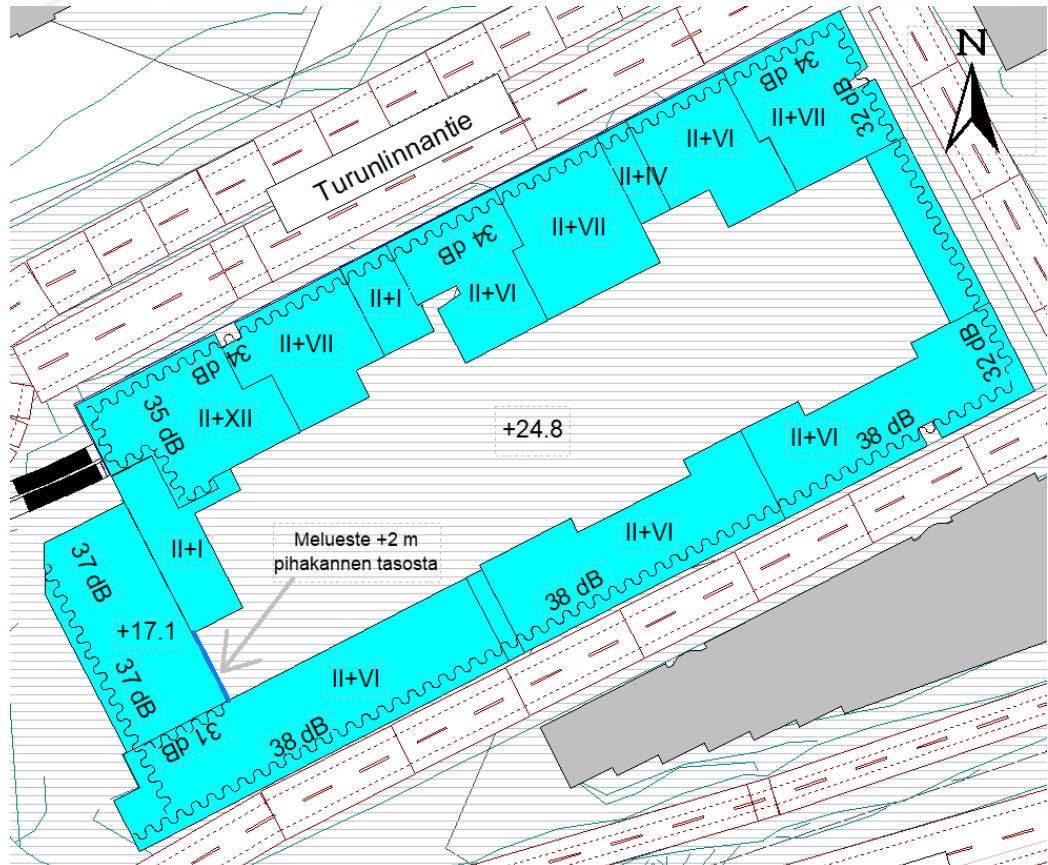 N
34 dB
32 dB
II+VII
II+VI
II+IV
Turunlinnantie
34 dB
II+VII
II+VI
II+I
II+VII
34 dB
II+XII
35 dB
+24.8
32 dB
II+VI
38 dB
II+VI
38 dB
Melueste +2 m
pihakannen tasosta
II+I
37 dB
+17.1
37 dB
II+VI
31 dB
38 dB